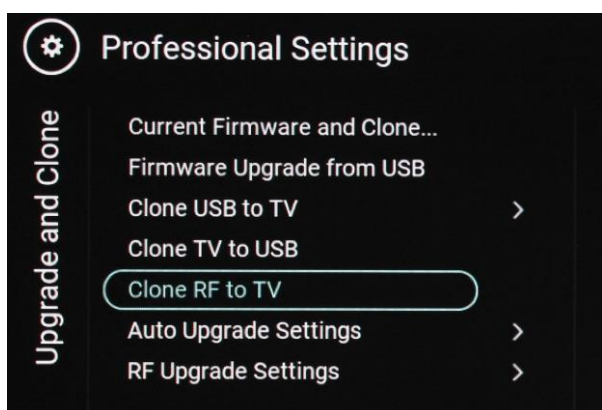 Professional Settings
Upgrade and Clone
Current Firmware and Clone...
Firmware Upgrade from USB
Clone USB to TV
Clone TV to USB
Clone RF to TV
Auto Upgrade Settings
RF Upgrade Settings